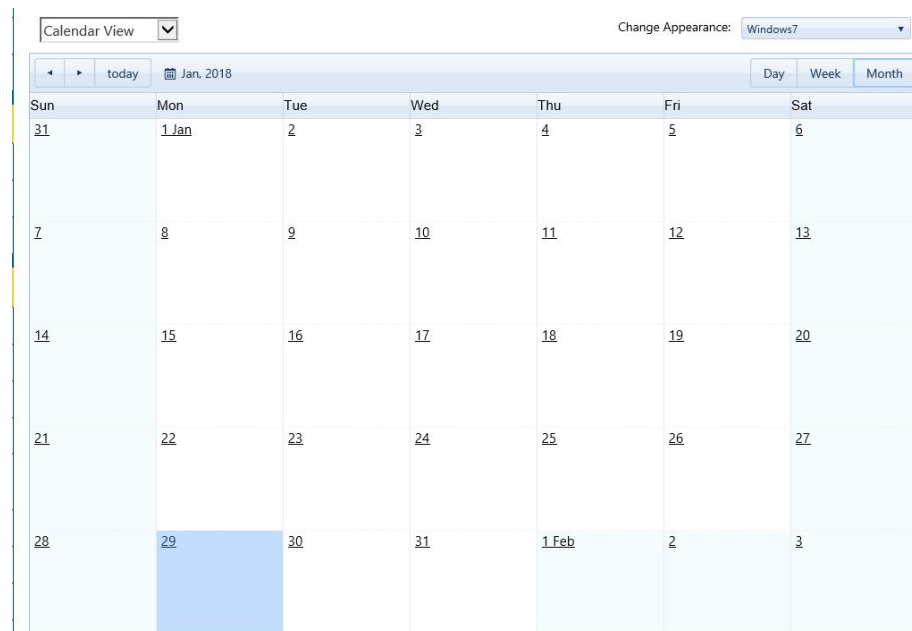 Calendar View Change Appearance: Windows7
today Jan, 2018 Day Week Month
Sun Mon Tue Wed Thu Fri Sat
31 1 Jan 2 3 4 5 6
7 8 9 10 11 12 13
14 15 16 17 18 19 20
21 22 23 24 25 26 27
28 29 30 31 1 Feb 2 3